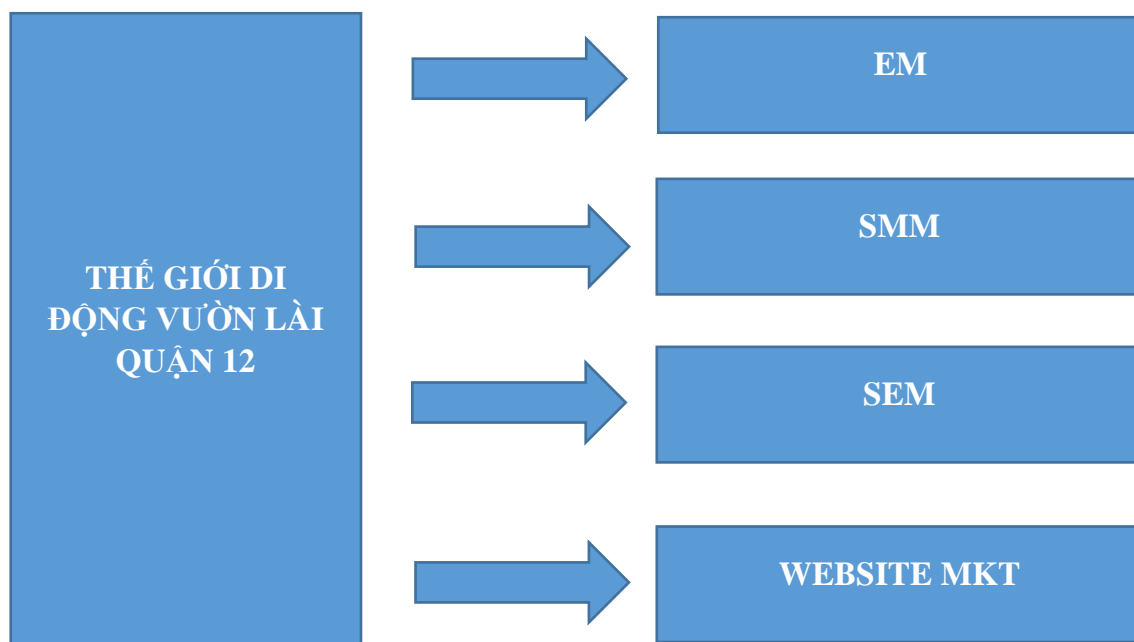 THẾ GIỚI DI
ĐỘNG VƯỜN LÀI
QUẬN 12
EM
SMM
SEM
WEBSITE MKT